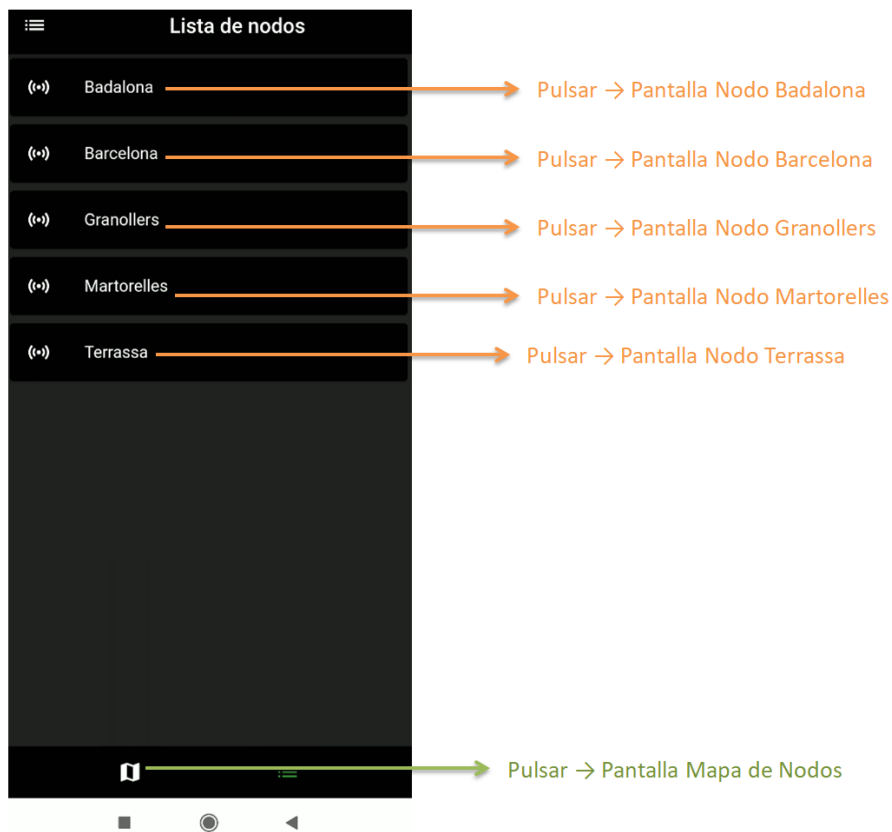 Lista de nodos
Badalona
Pulsar → Pantalla Nodo Badalona
Barcelona
Pulsar → Pantalla Nodo Barcelona
Granollers
Pulsar → Pantalla Nodo Granollers
Martorelles
Pulsar → Pantalla Nodo Martorelles
Terrassa
Pulsar → Pantalla Nodo Terrassa
Pulsar → Pantalla Mapa de Nodos